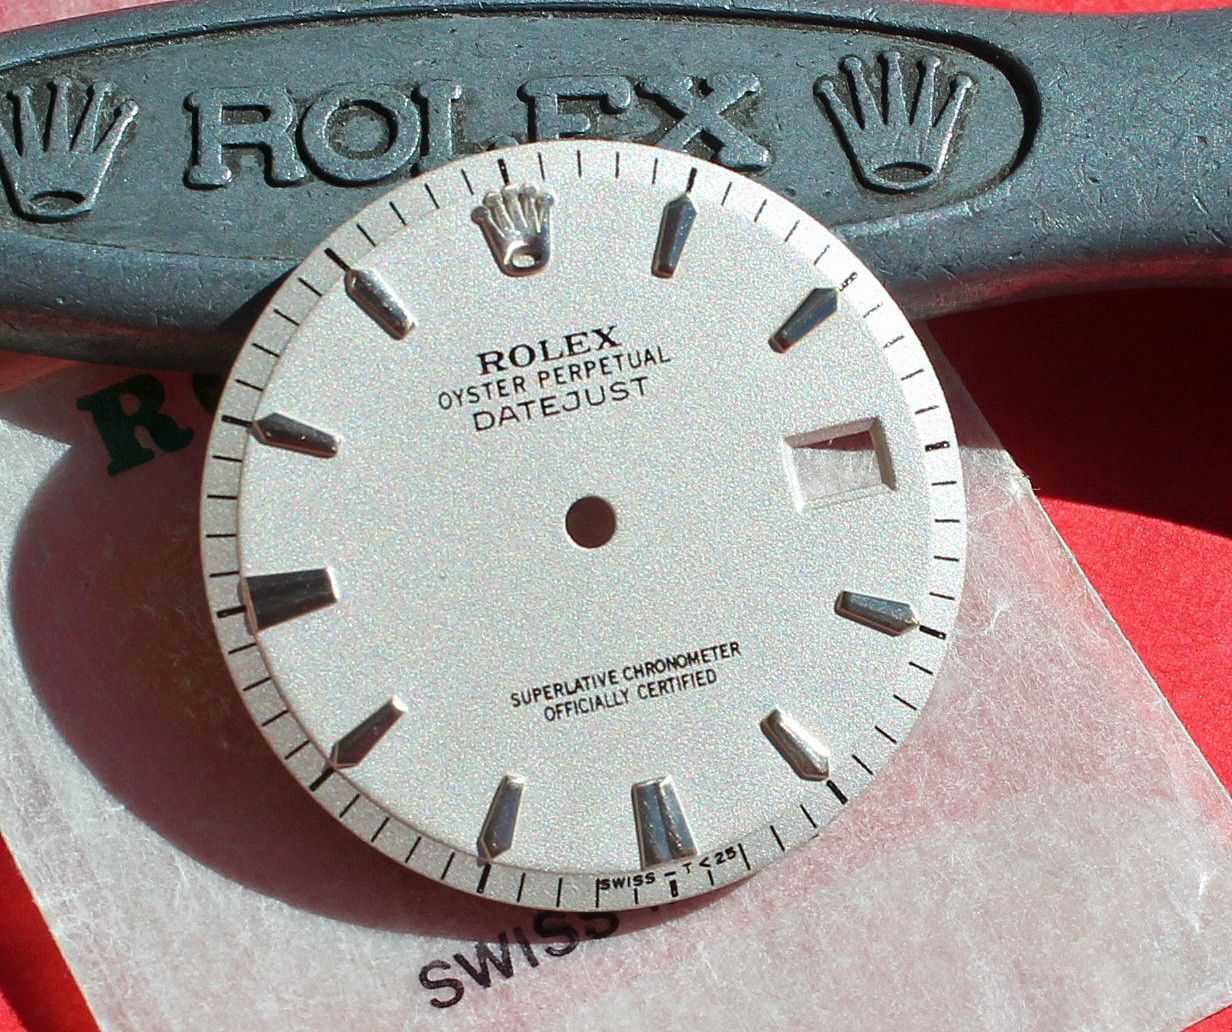 ROLEX
ROLEX
OYSTER PERPETUAL
DATEJUST
SUPERLATIVE CHRONOMETER
OFFICIALLY CERTIFIED
SWISS – T<25
SWISS